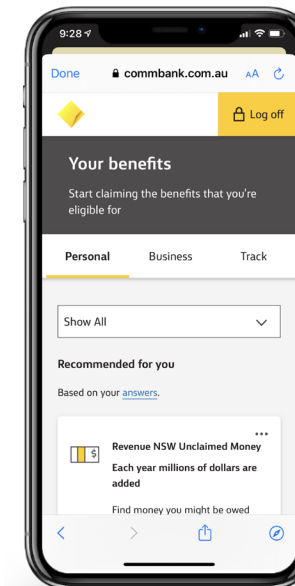 9:28
Done commbank.com.au AA
Log off
Your benefits
Start claiming the benefits that you're
eligible for
Personal Business Track
Show All
Recommended for you
Based on your answers.
$
Revenue NSW Unclaimed Money
Each year millions of dollars are
added
Find money you might be owed